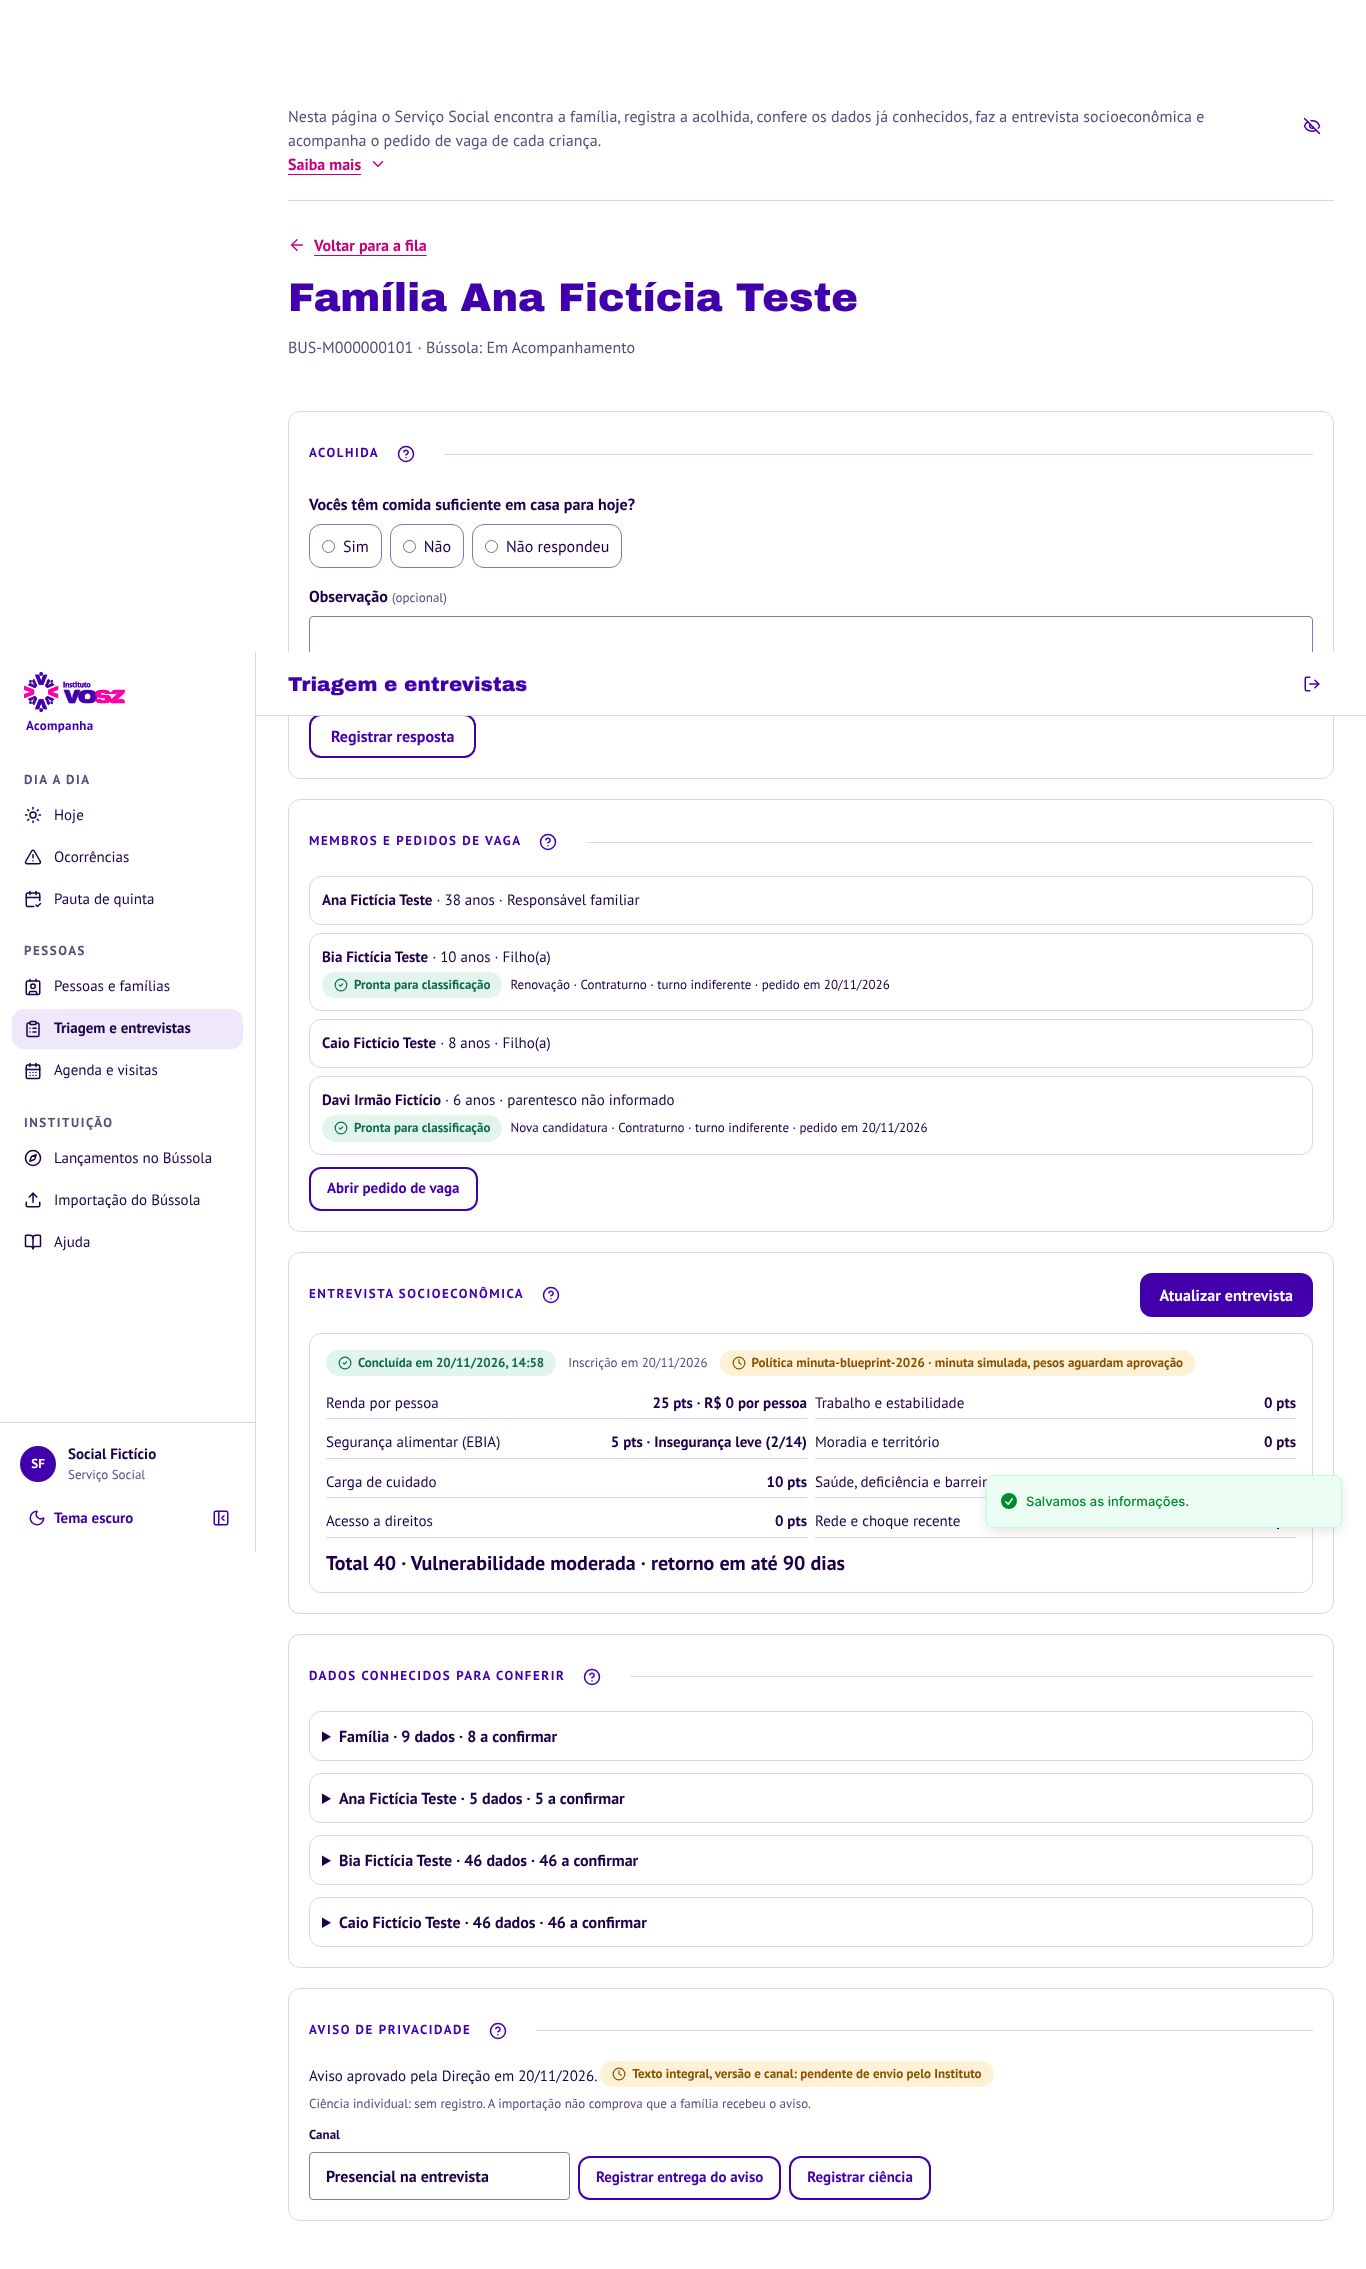 Nesta página o Serviço Social encontra a família, registra a acolhida, confere os dados já conhecidos, faz a entrevista socioeconômica e
acompanha o pedido de vaga de cada criança.
Saiba mais
Voltar para a fila
Família Ana Fictícia Teste
BUS-M000000101 · Bússola: Em Acompanhamento
ACOLHIDA
Vocês têm comida suficiente em casa para hoje?
Sim
Não
Não respondeu
Observação (opcional)
Instituto
VOSZ
Acompanha
Triagem e entrevistas
Registrar resposta
DIA A DIA
Hoje
Ocorrências
Pauta de quinta
PESSOAS
Pessoas e famílias
Triagem e entrevistas
Agenda e visitas
INSTITUIÇÃO
Lançamentos no Bússola
Importação do Bússola
Ajuda
SF
Social Fictício
Serviço Social
Tema escuro
MEMBROS E PEDIDOS DE VAGA
Ana Fictícia Teste · 38 anos · Responsável familiar
Bia Fictícia Teste · 10 anos · Filho(a)
Pronta para classificação Renovação · Contraturno · turno indiferente · pedido em 20/11/2026
Caio Fictício Teste · 8 anos · Filho(a)
Davi Irmão Fictício · 6 anos · parentesco não informado
Pronta para classificação Nova candidatura · Contraturno · turno indiferente · pedido em 20/11/2026
Abrir pedido de vaga
ENTREVISTA SOCIOECONÔMICA
Atualizar entrevista
Concluída em 20/11/2026, 14:58 Inscrição em 20/11/2026 Política minuta-blueprint-2026 · minuta simulada, pesos aguardam aprovação
Renda por pessoa 25 pts · R$ 0 por pessoa
Trabalho e estabilidade 0 pts
Segurança alimentar (EBIA) 5 pts · Insegurança leve (2/14)
Moradia e território 0 pts
Carga de cuidado 10 pts
Saúde, deficiência e
Acesso a direitos 0 pts
Rede e choque recente
Salvamos as informações.
Total 40 · Vulnerabilidade moderada · retorno em até 90 dias
DADOS CONHECIDOS PARA CONFERIR
Família · 9 dados · 8 a confirmar
Ana Fictícia Teste · 5 dados · 5 a confirmar
Bia Fictícia Teste · 46 dados · 46 a confirmar
Caio Fictício Teste · 46 dados · 46 a confirmar
AVISO DE PRIVACIDADE
Aviso aprovado pela Direção em 20/11/2026. Texto integral, versão e canal: pendente de envio pelo Instituto
Ciência individual: sem registro. A importação não comprova que a família recebeu o aviso.
Canal
Presencial na entrevista
Registrar entrega do aviso
Registrar ciência